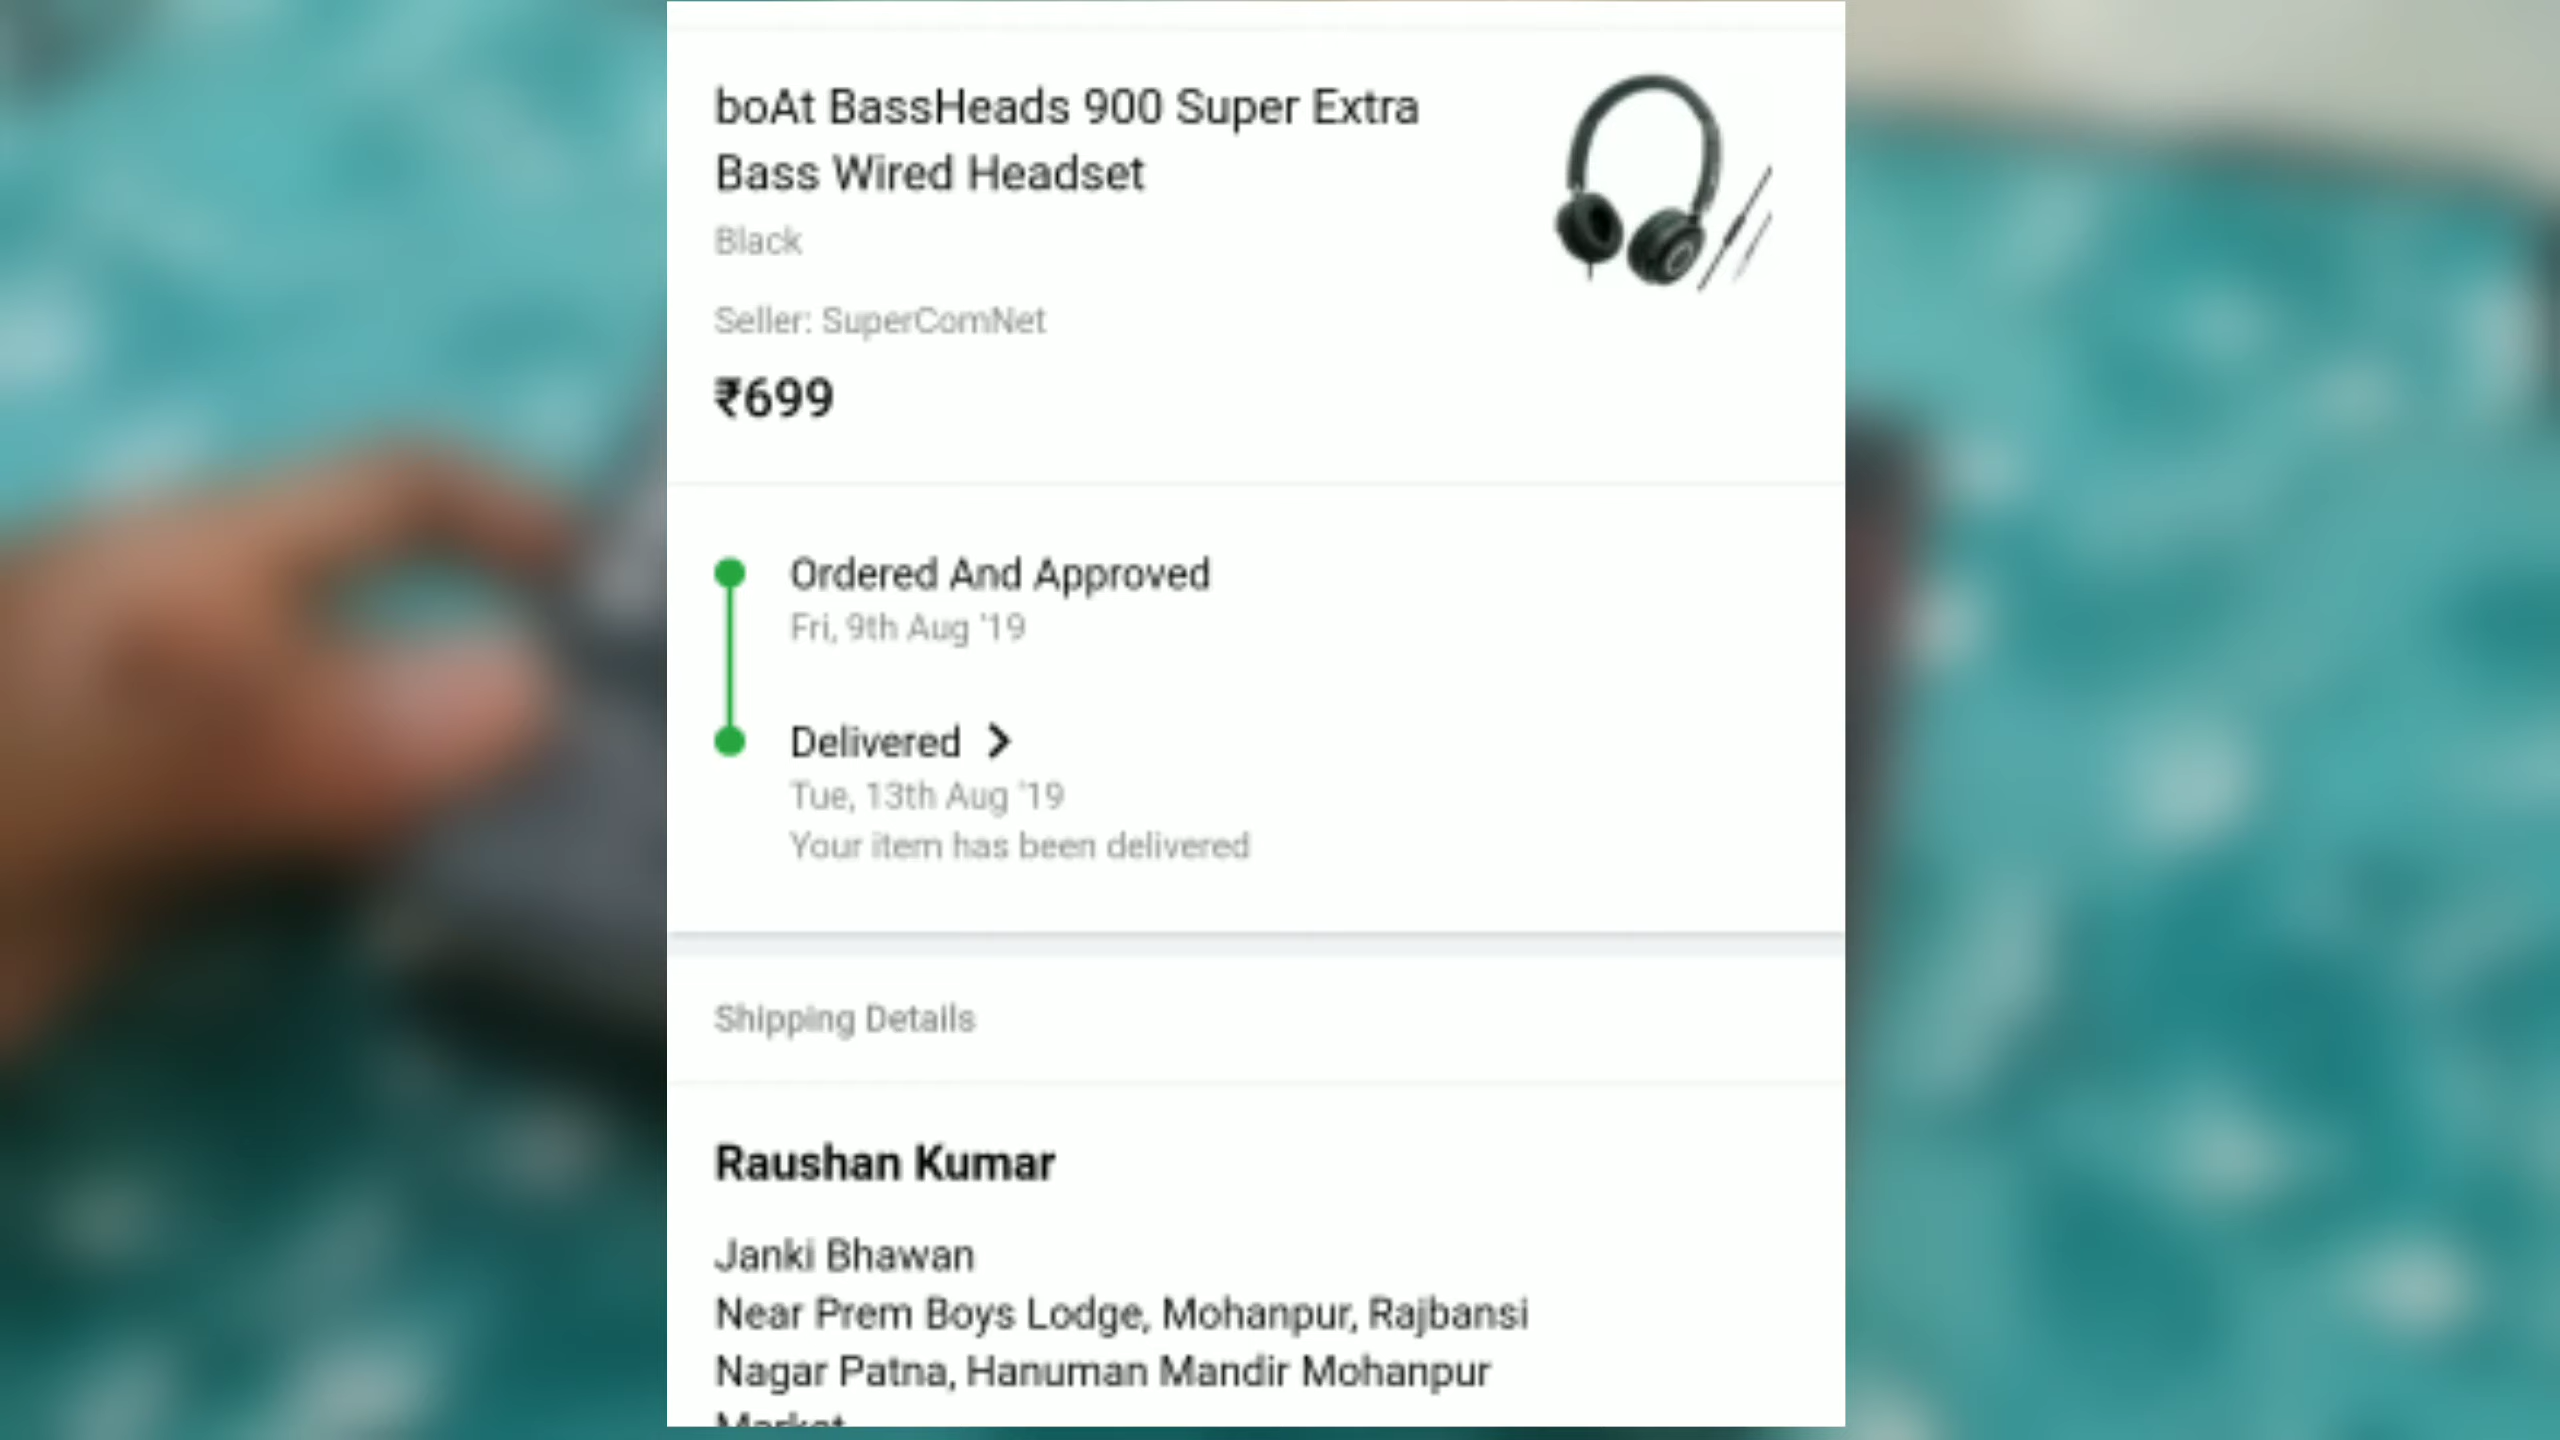 boAt BassHeads 900 Super Extra
Bass Wired Headset
Black
Seller: SuperComNet
₹699
Ordered And Approved
Fri, 9th Aug '19
Delivered
Tue, 13th Aug '19
Your item has been delivered
Shipping Details
Raushan Kumar
Janki Bhawan
Near Prem Boys Lodge, Mohanpur, Rajbansi
Nagar Patna, Hanuman Mandir Mohanpur
Market